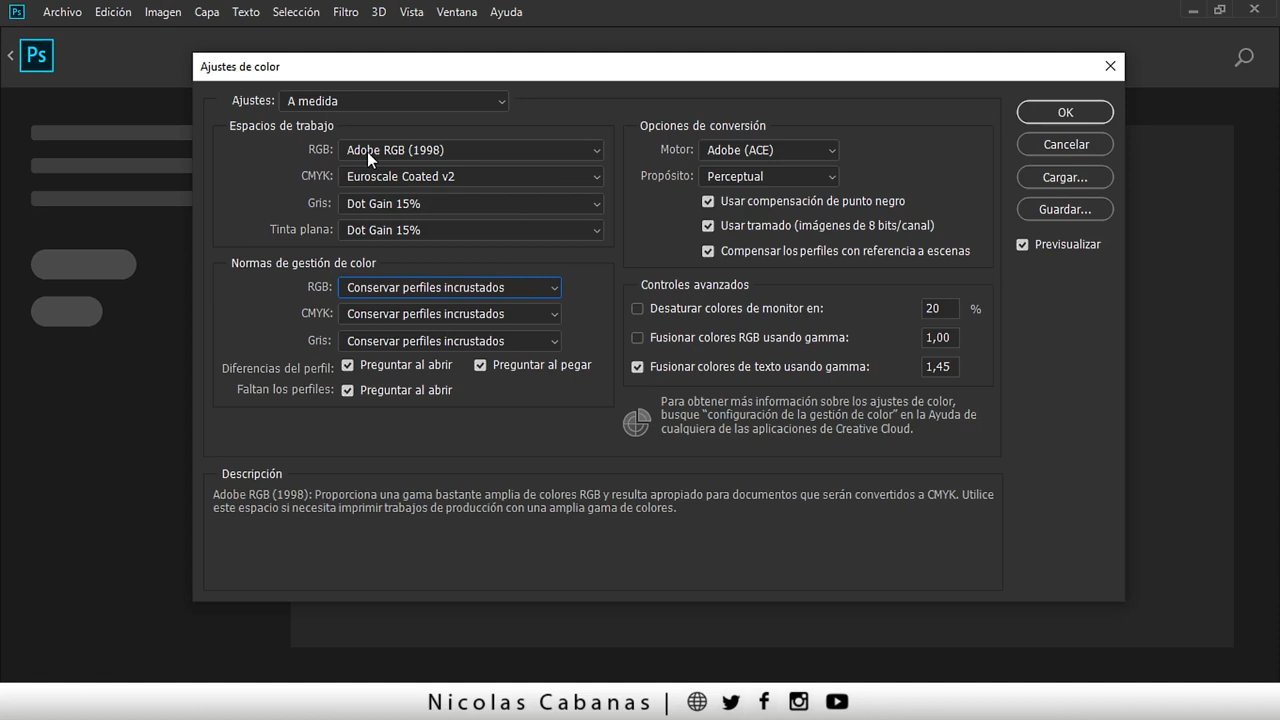 Ps Archivo Edición Imagen Capa Texto Selección Filtro 3D Vista Ventana Ayuda
Ps
Ajustes de color
Ajustes: A medida
Espacios de trabajo
RGB: Adobe RGB (1998)
CMYK: Euroscale Coated v2
Gris: Dot Gain 15%
Tinta plana: Dot Gain 15%
Normas de gestión de color
RGB: Conservar perfiles incrustados
CMYK: Conservar perfiles incrustados
Gris: Conservar perfiles incrustados
Diferencias del perfil: Preguntar al abrir Preguntar al pegar
Faltan los perfiles: Preguntar al abrir
Opciones de conversión
Motor: Adobe (ACE)
Propósito: Perceptual
Usar compensación de punto negro
Usar tramado (imágenes de 8 bits/canal)
Compensar los perfiles con referencia a escenas
Controles avanzados
Desaturar colores de monitor en: 20 %
Fusionar colores RGB usando gamma: 1,00
Fusionar colores de texto usando gamma: 1,45
Para obtener más información sobre los ajustes de color,
busque "configuración de la gestión de color" en la Ayuda de
cualquiera de las aplicaciones de Creative Cloud.
OK
Cancelar
Cargar...
Guardar...
Previsualizar
Descripción
Adobe RGB (1998): Proporciona una gama bastante amplia de colores RGB y resulta apropiado para documentos que serán convertidos a CMYK. Utilice
este espacio si necesita imprimir trabajos de producción con una amplia gama de colores.
Nicolas Cabanas |